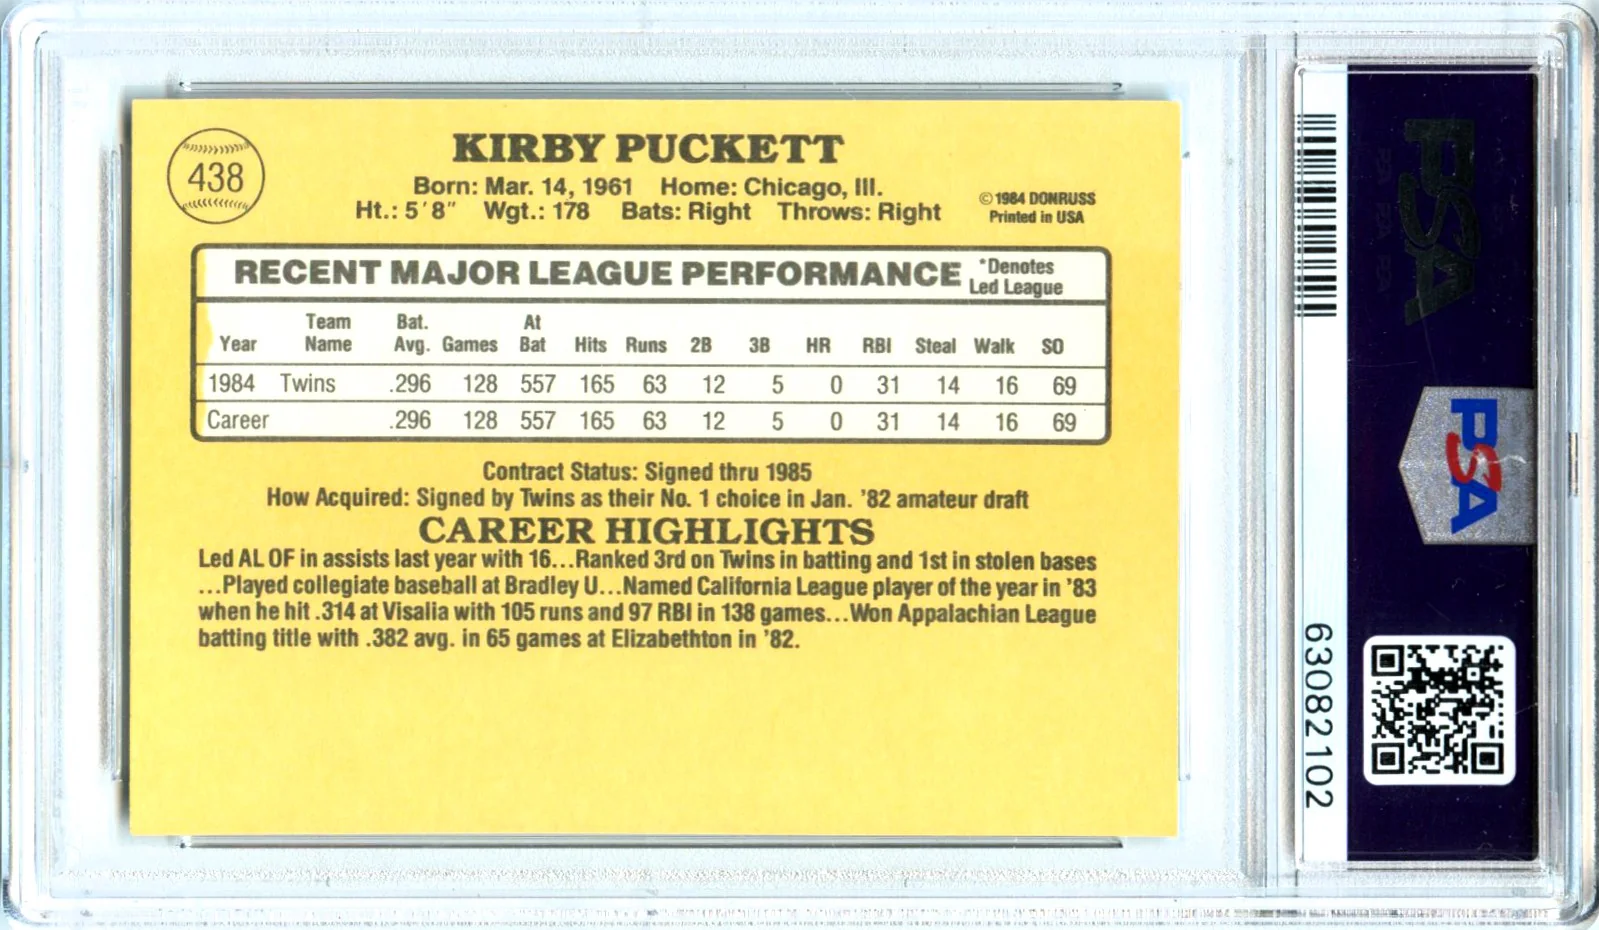 438
KIRBY PUCKETT
Born: Mar. 14, 1961 Home: Chicago, Ill.
Ht.: 5'8" Wgt.: 178 Bats: Right Throws: Right
©1984 DONRUSS
Printed in USA
RECENT MAJOR LEAGUE PERFORMANCE *Denotes Led League
Year Team Name Bat. Avg. Games At Bat Hits Runs 2B 3B HR RBI Steal Walk SO
1984 Twins .296 128 557 165 63 12 5 0 31 14 16 69
Career .296 128 557 165 63 12 5 0 31 14 16 69
Contract Status: Signed thru 1985
How Acquired: Signed by Twins as their No. 1 choice in Jan. '82 amateur draft
CAREER HIGHLIGHTS
Led AL OF in assists last year with 16...Ranked 3rd on Twins in batting and 1st in stolen bases
...Played collegiate baseball at Bradley U...Named California League player of the year in '83
when he hit .314 at Visalia with 105 runs and 97 RBI in 138 games...Won Appalachian League
batting title with .382 avg. in 65 games at Elizabethton in '82.
PSA
PSA
63082102